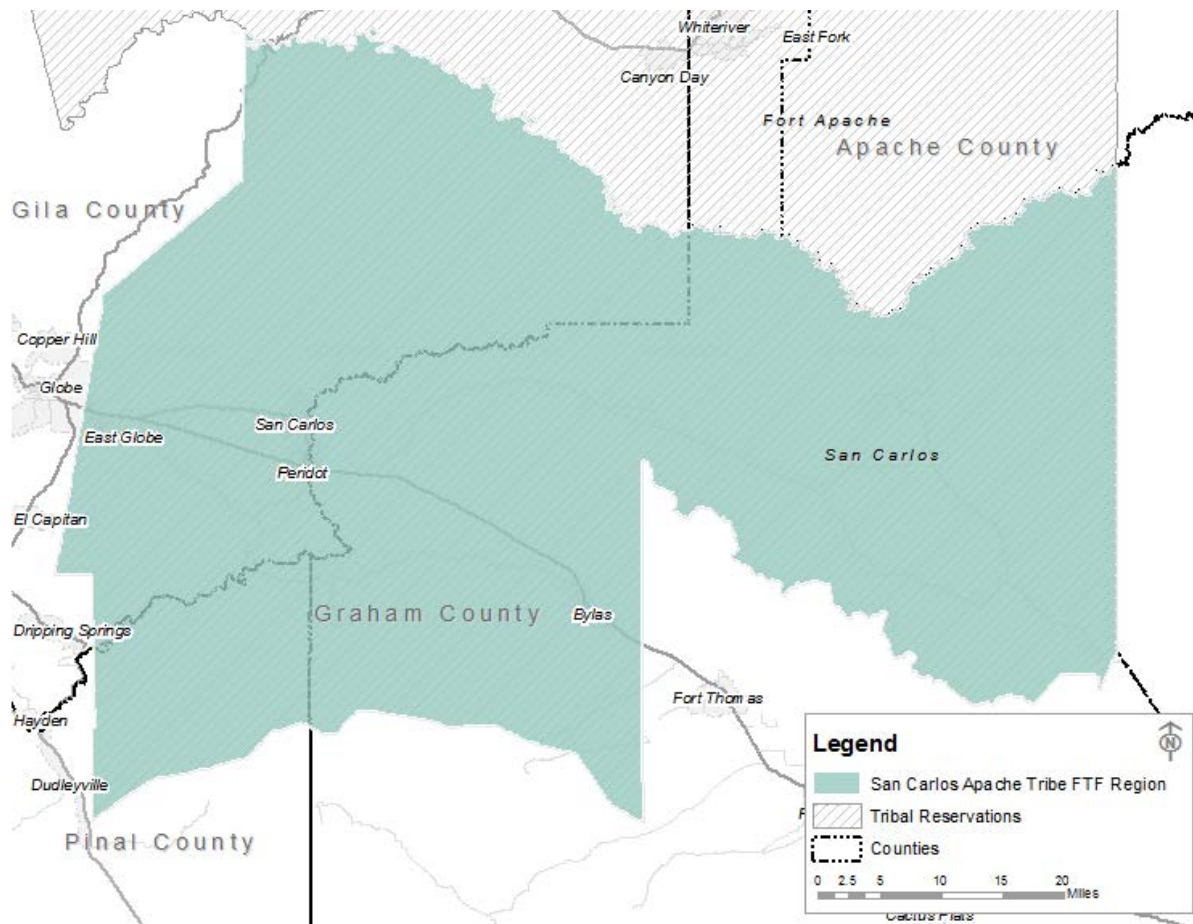 Whiteriver
East Fork
Canyon Day
Fort Apache
Apache County
Gila County
Copper Hill
Globe
San Carlos
East Globe
San Carlos
Peridot
El Capitan
Graham County
Bylas
Dripping Springs
Fort Thomas
Hayden
Dudleyville
Pinal County
Legend
N
San Carlos Apache Tribe FTF Region
Tribal Reservations
Counties
0 2.5 5 10 15 20
Miles